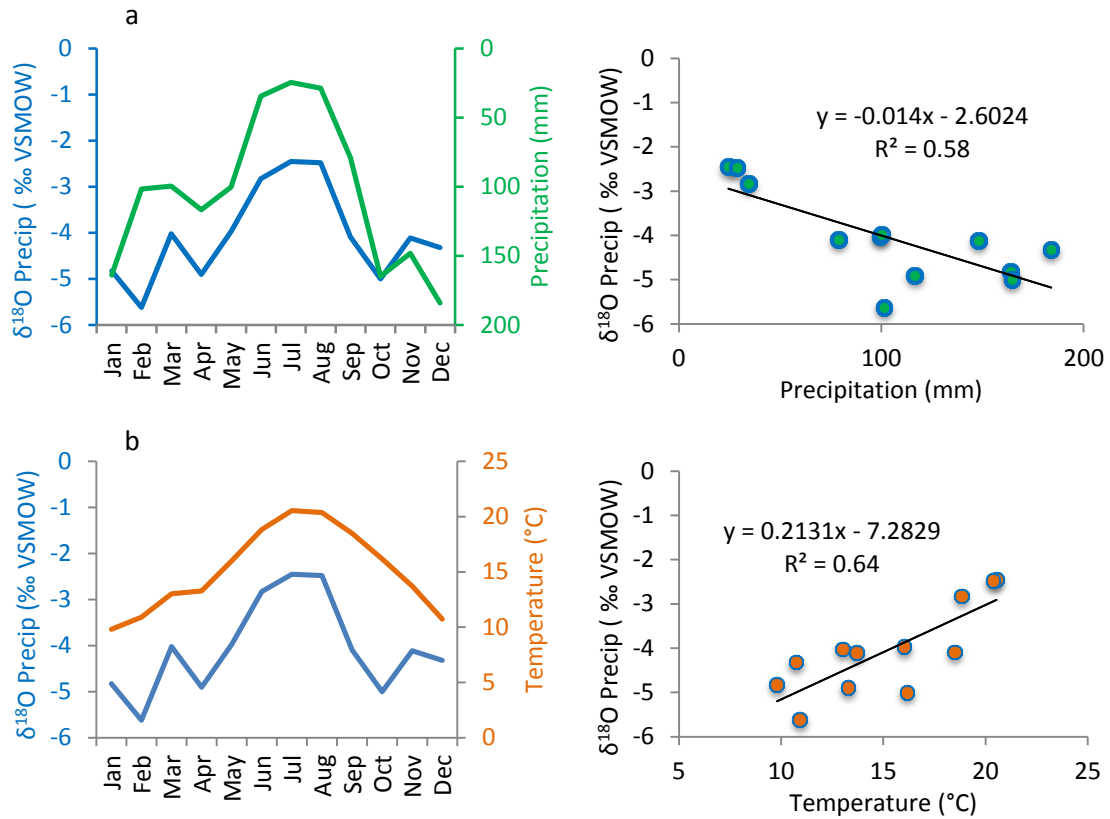 a
δ¹⁸O Precip ( ‰ VSMOW)
0
-1
-2
-3
-4
-5
-6
Jan
Feb
Mar
Apr
May
Jun
Jul
Aug
Sep
Oct
Nov
Dec
0
50
100
150
200
Precipitation (mm)
δ¹⁸O Precip ( ‰ VSMOW)
0
-1
-2
-3
-4
-5
-6
y = -0.014x - 2.6024
R² = 0.58
0
100
200
Precipitation (mm)
b
δ¹⁸O Precip (‰ VSMOW)
0
-1
-2
-3
-4
-5
-6
Jan
Feb
Mar
Apr
May
Jun
Jul
Aug
Sep
Oct
Nov
Dec
25
20
15
10
5
0
Temperature (°C)
δ¹⁸O Precip ( ‰ VSMOW)
0
-1
-2
-3
-4
-5
-6
y = 0.2131x - 7.2829
R² = 0.64
5
10
15
20
25
Temperature (°C)